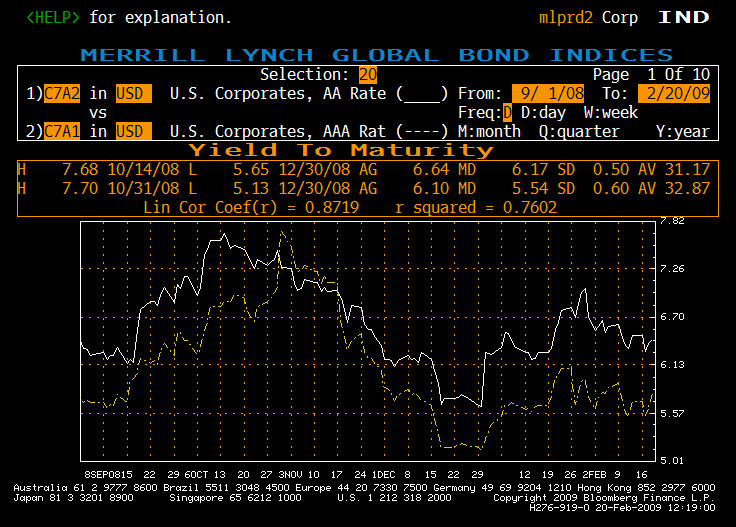 <HELP> for explanation. mlprd2 Corp IND
MERRILL LYNCH GLOBAL BOND INDICES
Selection: 20 Page 1 Of 10
1)C7A2 in USD U.S. Corporates, AA Rate (____) From: 9/ 1/08 To: 2/20/09
vs Freq:D D:day W:week
2)C7A1 in USD U.S. Corporates, AAA Rat (----) M:month Q:quarter Y:year
Yield To Maturity
H 7.68 10/14/08 L 5.65 12/30/08 AG 6.64 MD 6.17 SD 0.50 AV 31.17
H 7.70 10/31/08 L 5.13 12/30/08 AG 6.10 MD 5.54 SD 0.60 AV 32.87
Lin Cor Coef(r) = 0.8719 r squared = 0.7602
7.82
7.26
6.70
6.13
5.57
5.01
8SEP0815 22 29 6OCT 13 20 27 3NOV 10 17 24 1DEC 8 15 22 29 12 19 26 2FEB 9 16
Australia 61 2 9777 8600 Brazil 5511 3048 4500 Europe 44 20 7330 7500 Germany 49 69 9204 1210 Hong Kong 852 2977 6000
Japan 81 3 3201 8900 Singapore 65 6212 1000 U.S. 1 212 318 2000 Copyright 2009 Bloomberg Finance L.P.
H276-919-0 20-Feb-2009 12:19:00